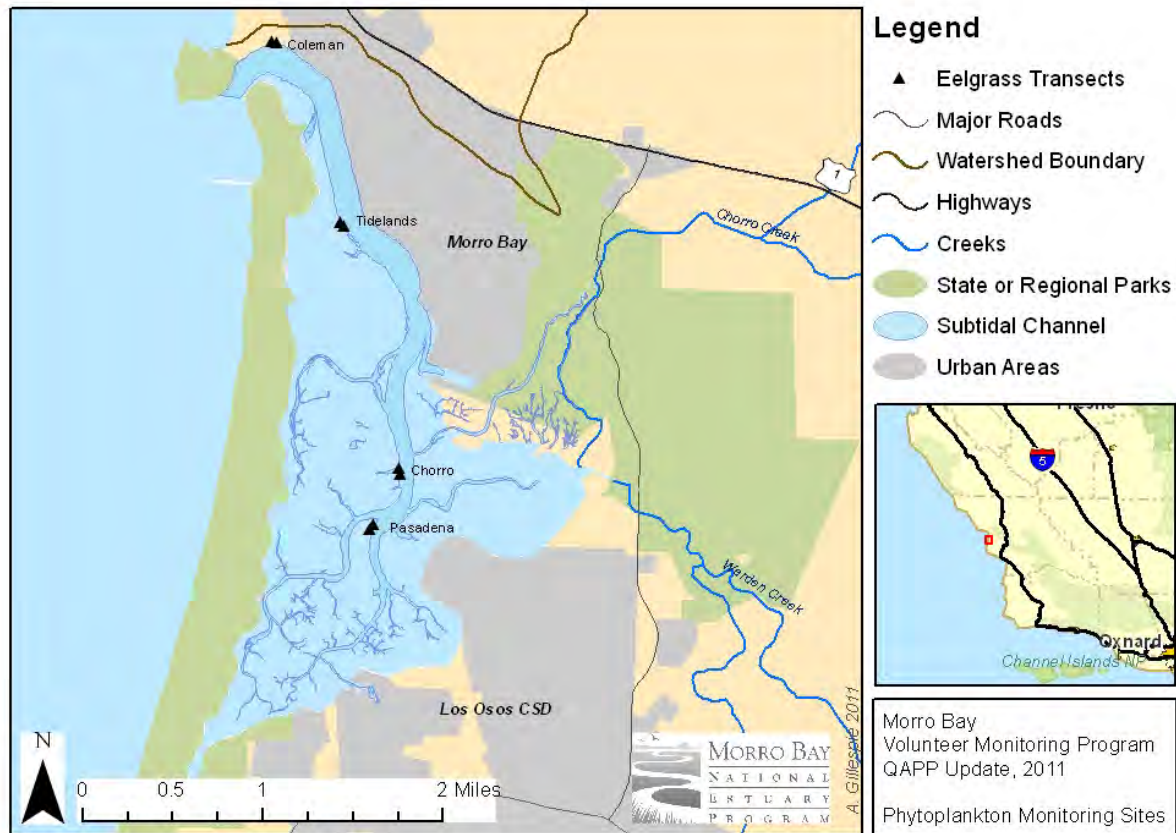 Coleman
Tidelands
Morro Bay
Chorro Creek
1
Chorro
Pasadena
Warden Creek
Los Osos CSD
N
0 0.5 1 2 Miles
MORRO BAY
NATIONAL
ESTUARY
PROGRAM
A. Gillespie 2011
Legend
Eelgrass Transects
Major Roads
Watershed Boundary
Highways
Creeks
State or Regional Parks
Subtidal Channel
Urban Areas
5
Oxnard
Channel Islands NP
Morro Bay
Volunteer Monitoring Program
QAPP Update, 2011
Phytoplankton Monitoring Sites